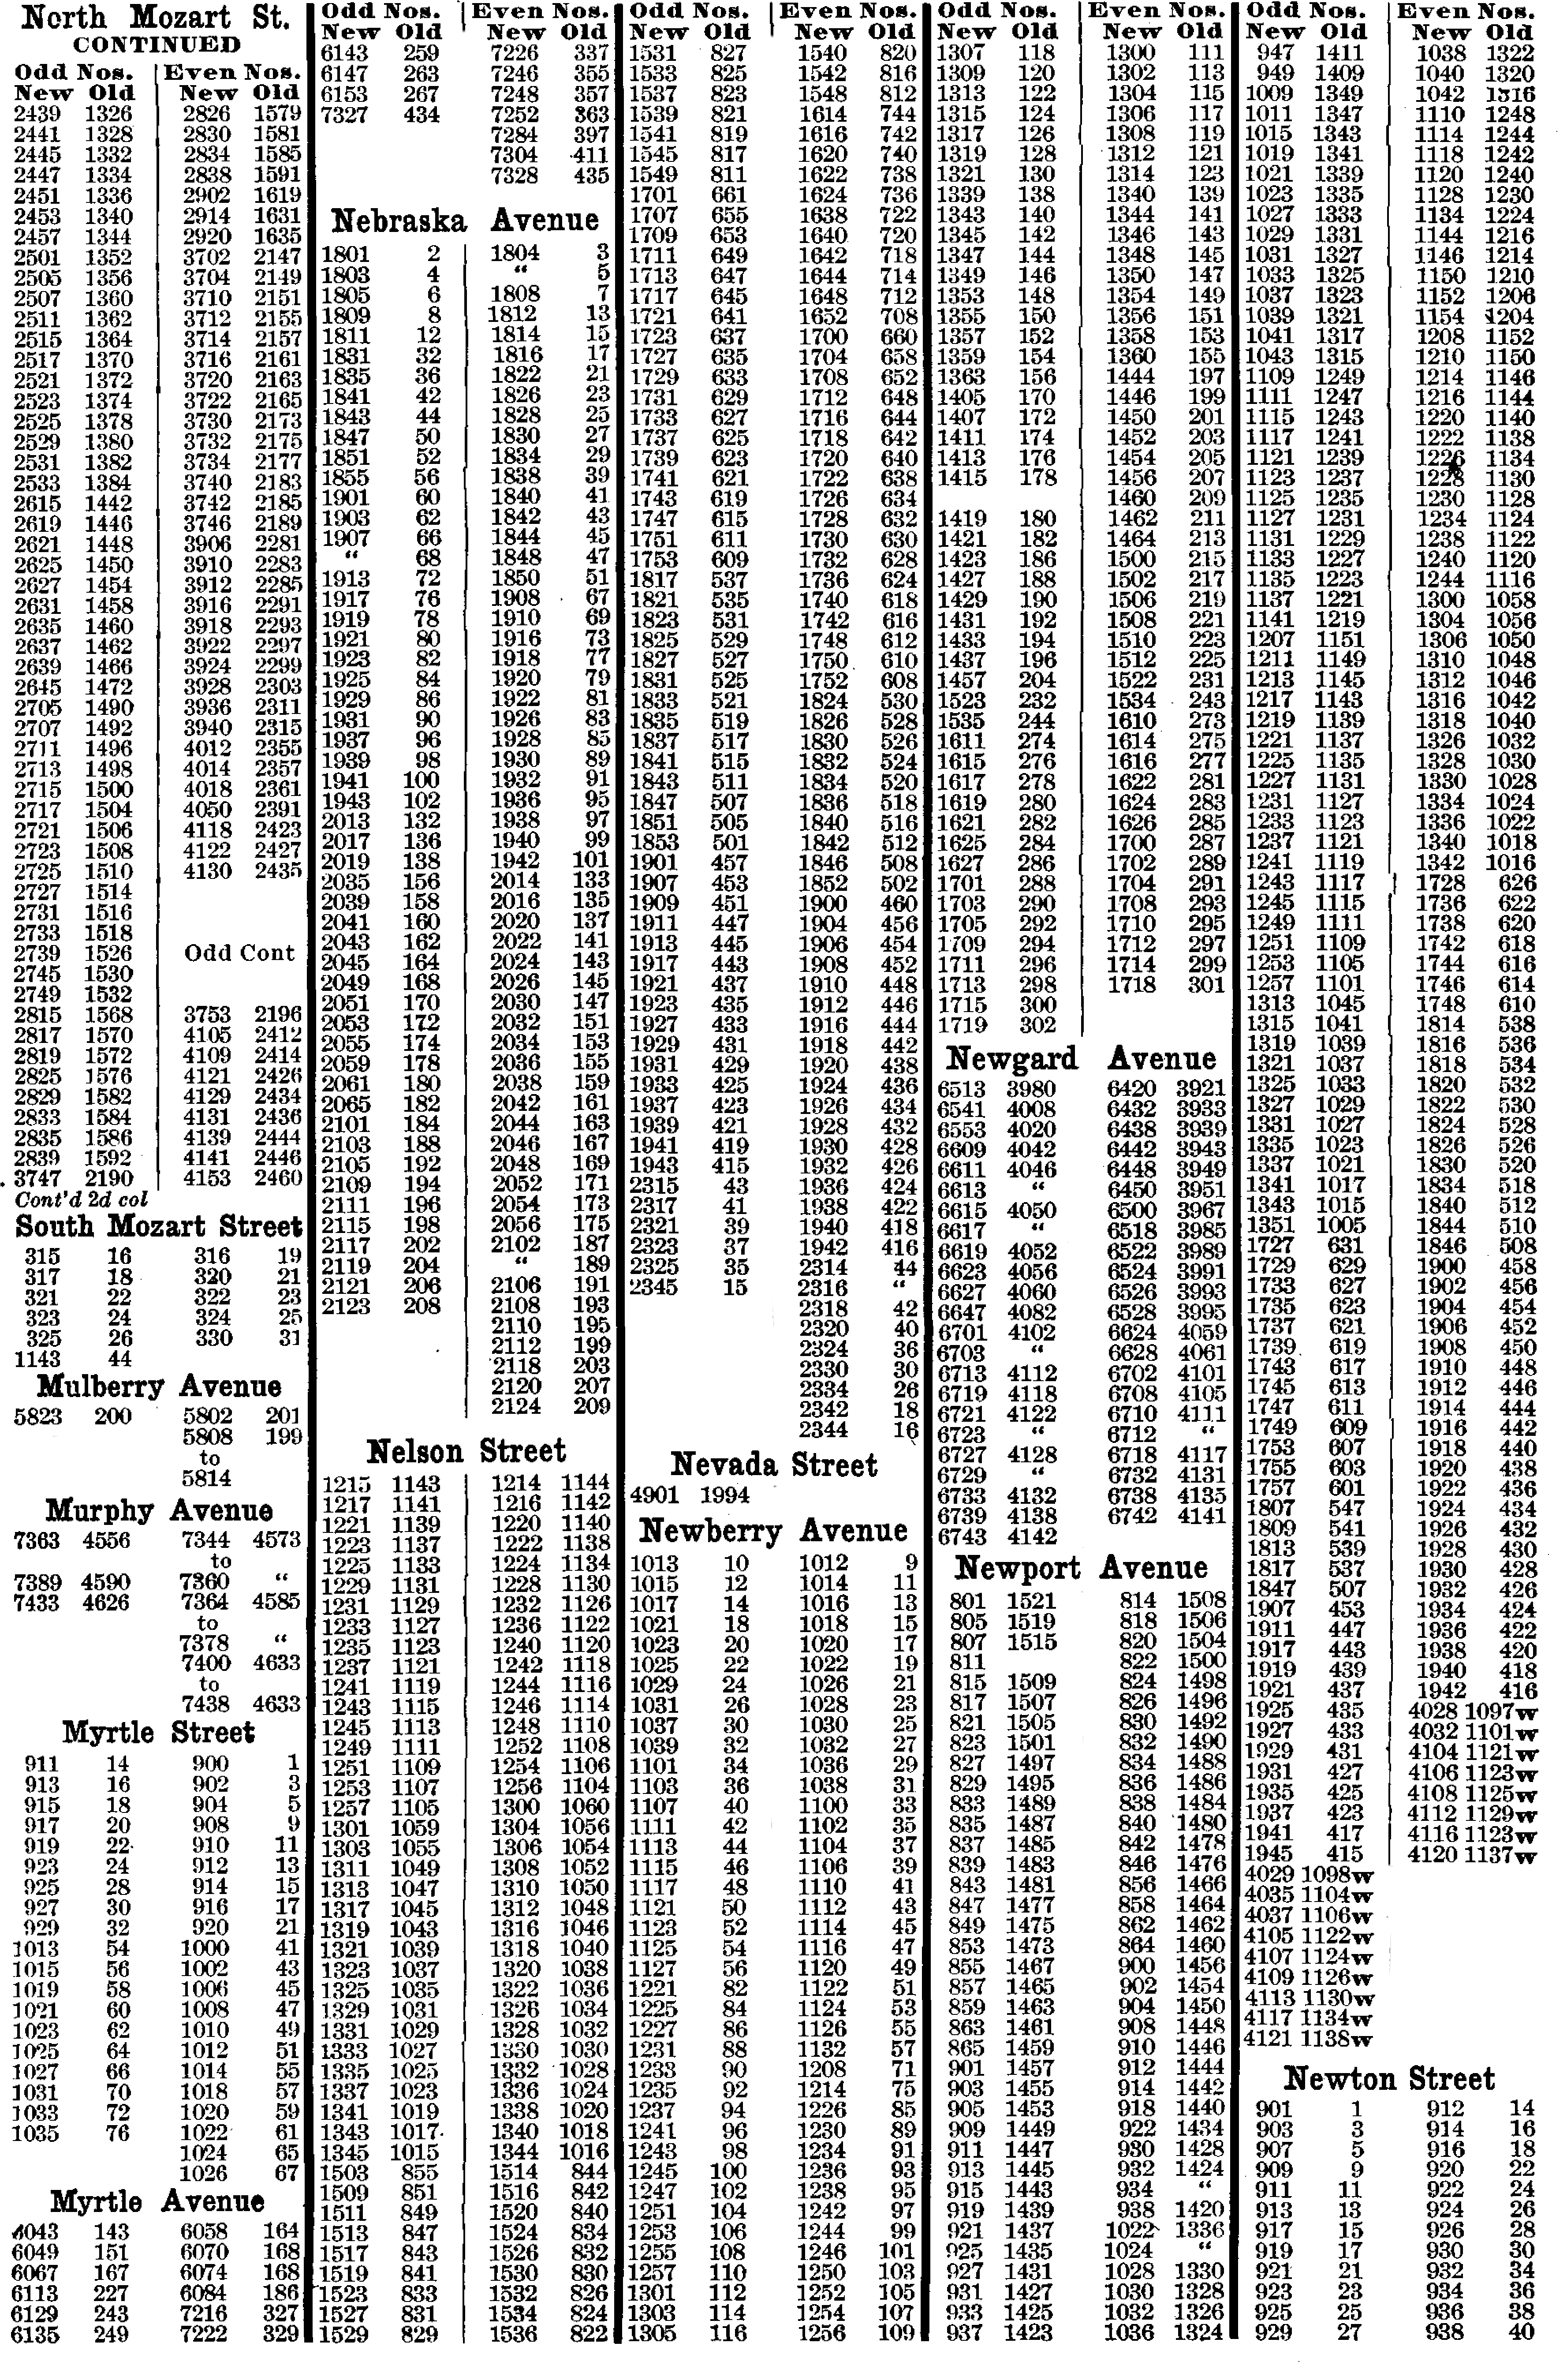 North Mozart St.
CONTINUED
Odd Nos. Even Nos.
New Old New Old
2439 1326 2826 1579
2441 1328 2830 1581
2445 1332 2834 1585
2447 1334 2838 1591
2451 1336 2902 1619
2453 1340 2914 1631
2457 1344 2920 1635
2501 1352 3702 2147
2505 1356 3704 2149
2507 1360 3710 2151
2511 1362 3712 2155
2515 1364 3714 2157
2517 1370 3716 2161
2521 1372 3720 2163
2523 1374 3722 2165
2525 1378 3730 2173
2529 1380 3732 2175
2531 1382 3734 2177
2533 1384 3740 2183
2615 1442 3742 2185
2619 1446 3746 2189
2621 1448 3906 2281
2625 1450 3910 2283
2627 1454 3912 2285
2631 1458 3916 2291
2635 1460 3918 2293
2637 1462 3922 2297
2639 1466 3924 2299
2645 1472 3928 2303
2705 1490 3936 2311
2707 1492 3940 2315
2711 1496 4012 2355
2713 1498 4014 2357
2715 1500 4018 2361
2717 1504 4050 2391
2721 1506 4118 2423
2723 1508 4122 2427
2725 1510 4130 2435
2727 1514
2731 1516
2733 1518
2739 1526 Odd Cont
2745 1530
2749 1532
2815 1568 3753 2196
2817 1570 4105 2412
2819 1572 4109 2414
2825 1576 4121 2426
2829 1582 4129 2434
2833 1584 4131 2436
2835 1586 4139 2444
2839 1592 4141 2446
3747 2190 4153 2460
Cont'd 2d col
South Mozart Street
315 16 316 19
317 18 320 21
321 22 322 23
323 24 324 25
325 26 330 31
1143 44
Mulberry Avenue
5823 200 5802 201
5808 199
to
5814
Murphy Avenue
7363 4556 7344 4573
to
7389 4590 7360 “
7433 4626 7364 4585
to
7378 “
7400 4633
to
7438 4633
Myrtle Street
911 14 900 1
913 16 902 3
915 18 904 5
917 20 908 9
919 22 910 11
923 24 912 13
925 28 914 15
927 30 916 17
929 32 920 21
1013 54 1000 41
1015 56 1002 43
1019 58 1006 45
1021 60 1008 47
1023 62 1010 49
1025 64 1012 51
1027 66 1014 55
1031 70 1018 57
1033 72 1020 59
1035 76 1022 61
1024 65
1026 67
Myrtle Avenue
6043 143 6058 164
6049 151 6070 168
6067 167 6074 168
6113 227 6084 186
6129 243 7216 327
6135 249 7222 329
Odd Nos. Even Nos.
New Old New Old
6143 259 7226 337
6147 263 7246 355
6153 267 7248 357
7327 434 7252 363
7284 397
7304 411
7328 435
Nebraska Avenue
1801 2 1804 3
1803 4 “ 5
1805 6 1808 7
1809 8 1812 13
1811 12 1814 15
1831 32 1816 17
1835 36 1822 21
1841 42 1826 23
1843 44 1828 25
1847 50 1830 27
1851 52 1834 29
1855 56 1838 39
1901 60 1840 41
1903 62 1842 43
1907 66 1844 45
“ 68 1848 47
1913 72 1850 51
1917 76 1908 67
1919 78 1910 69
1921 80 1916 73
1923 82 1918 77
1925 84 1920 79
1929 86 1922 81
1931 90 1926 83
1937 96 1928 85
1939 98 1930 89
1941 100 1932 91
1943 102 1936 95
2013 132 1938 97
2017 136 1940 99
2019 138 1942 101
2035 156 2014 133
2039 158 2016 135
2041 160 2020 137
2043 162 2022 141
2045 164 2024 143
2049 168 2026 145
2051 170 2030 147
2053 172 2032 151
2055 174 2034 153
2059 178 2036 155
2061 180 2038 159
2065 182 2042 161
2101 184 2044 163
2103 188 2046 167
2105 192 2048 169
2109 194 2052 171
2111 196 2054 173
2115 198 2056 175
2117 202 2102 187
2119 204 “ 189
2121 206 2106 191
2123 208 2108 193
2110 195
2112 199
2118 203
2120 207
2124 209
Nelson Street
1215 1143 1214 1144
1217 1141 1216 1142
1221 1139 1220 1140
1223 1137 1222 1138
1225 1133 1224 1134
1229 1131 1228 1130
1231 1129 1232 1126
1233 1127 1236 1122
1235 1123 1240 1120
1237 1121 1242 1118
1241 1119 1244 1116
1243 1115 1246 1114
1245 1113 1248 1110
1249 1111 1252 1108
1251 1109 1254 1106
1253 1107 1256 1104
1257 1105 1300 1060
1301 1059 1304 1056
1303 1055 1306 1054
1311 1049 1308 1052
1313 1047 1310 1050
1317 1045 1312 1048
1319 1043 1316 1046
1321 1039 1318 1040
1323 1037 1320 1038
1325 1035 1322 1036
1329 1031 1326 1034
1331 1029 1328 1032
1333 1027 1330 1030
1335 1025 1332 1028
1337 1023 1336 1024
1341 1019 1338 1020
1343 1017 1340 1018
1345 1015 1344 1016
1503 855 1514 844
1509 851 1516 842
1511 849 1520 840
1513 847 1524 834
1517 843 1526 832
1519 841 1530 830
1523 833 1532 826
1527 831 1534 824
1529 829 1536 822
Odd Nos. Even Nos.
New Old New Old
1531 827 1540 820
1533 825 1542 816
1537 823 1548 812
1539 821 1614 744
1541 819 1616 742
1545 817 1620 740
1549 811 1622 738
1701 661 1624 736
1707 655 1638 722
1709 653 1640 720
1711 649 1642 718
1713 647 1644 714
1717 645 1648 712
1721 641 1652 708
1723 637 1700 660
1727 635 1704 658
1729 633 1708 652
1731 629 1712 648
1733 627 1716 644
1737 625 1718 642
1739 623 1720 640
1741 621 1722 638
1743 619 1726 634
1747 615 1728 632
1751 611 1730 630
1753 609 1732 628
1817 537 1736 624
1821 535 1740 618
1823 531 1742 616
1825 529 1748 612
1827 527 1750 610
1831 525 1752 608
1833 521 1824 530
1835 519 1826 528
1837 517 1830 526
1841 515 1832 524
1843 511 1834 520
1847 507 1836 518
1851 505 1840 516
1853 501 1842 512
1901 457 1846 508
1907 453 1852 502
1909 451 1900 460
1911 447 1904 456
1913 445 1906 454
1917 443 1908 452
1921 437 1910 448
1923 435 1912 446
1927 433 1916 444
1929 431 1918 442
1931 429 1920 438
1933 425 1924 436
1937 423 1926 434
1939 421 1928 432
1941 419 1930 428
1943 415 1932 426
2315 43 1936 424
2317 41 1938 422
2321 39 1940 418
2323 37 1942 416
2325 35 2314 44
2345 15 2316 “
2318 42
2320 40
2324 36
2330 30
2334 26
2342 18
2344 16
Nevada Street
4901 1994
Newberry Avenue
1013 10 1012 9
1015 12 1014 11
1017 14 1016 13
1021 18 1018 15
1023 20 1020 17
1025 22 1022 19
1029 24 1026 21
1031 26 1028 23
1037 30 1030 25
1039 32 1032 27
1101 34 1036 29
1103 36 1038 31
1107 40 1100 33
1111 42 1102 35
1113 44 1104 37
1115 46 1106 39
1117 48 1110 41
1121 50 1112 43
1123 52 1114 45
1125 54 1116 47
1127 56 1120 49
1221 82 1122 51
1225 84 1124 53
1227 86 1126 55
1231 88 1132 57
1233 90 1208 71
1235 92 1214 75
1237 94 1226 85
1241 96 1230 89
1243 98 1234 91
1245 100 1236 93
1247 102 1238 95
1251 104 1242 97
1253 106 1244 99
1255 108 1246 101
1257 110 1250 103
1301 112 1252 105
1303 114 1254 107
1305 116 1256 109
Odd Nos. Even Nos.
New Old New Old
1307 118 1300 111
1309 120 1302 113
1313 122 1304 115
1315 124 1306 117
1317 126 1308 119
1319 128 1312 121
1321 130 1314 123
1339 138 1340 139
1343 140 1344 141
1345 142 1346 143
1347 144 1348 145
1349 146 1350 147
1353 148 1354 149
1355 150 1356 151
1357 152 1358 153
1359 154 1360 155
1363 156 1444 197
1405 170 1446 199
1407 172 1450 201
1411 174 1452 203
1413 176 1454 205
1415 178 1456 207
1460 209
1419 180 1462 211
1421 182 1464 213
1423 186 1500 215
1427 188 1502 217
1429 190 1506 219
1431 192 1508 221
1433 194 1510 223
1437 196 1512 225
1457 204 1522 231
1523 232 1534 243
1535 244 1610 273
1611 274 1614 275
1615 276 1616 277
1617 278 1622 281
1619 280 1624 283
1621 282 1626 285
1625 284 1700 287
1627 286 1702 289
1701 288 1704 291
1703 290 1708 293
1705 292 1710 295
1709 294 1712 297
1711 296 1714 299
1713 298 1718 301
1715 300
1719 302
Newgard Avenue
6513 3980 6420 3921
6541 4008 6432 3933
6553 4020 6438 3939
6609 4042 6442 3943
6611 4046 6448 3949
6613 “ 6450 3951
6615 4050 6500 3967
6617 “ 6518 3985
6619 4052 6522 3989
6623 4056 6524 3991
6627 4060 6526 3993
6647 4082 6528 3995
6701 4102 6624 4059
6703 “ 6628 4061
6713 4112 6702 4101
6719 4118 6708 4105
6721 4122 6710 4111
6723 “ 6712 “
6727 4128 6718 4117
6729 “ 6732 4131
6733 4132 6738 4135
6739 4138 6742 4141
6743 4142
Newport Avenue
801 1521 814 1508
805 1519 818 1506
807 1515 820 1504
811 822 1500
815 1509 824 1498
817 1507 826 1496
821 1505 830 1492
823 1501 832 1490
827 1497 834 1488
829 1495 836 1486
833 1489 838 1484
835 1487 840 1480
837 1485 842 1478
839 1483 846 1476
843 1481 856 1466
847 1477 858 1464
849 1475 862 1462
853 1473 864 1460
855 1467 900 1456
857 1465 902 1454
859 1463 904 1450
863 1461 908 1448
865 1459 910 1446
901 1457 912 1444
903 1455 914 1442
905 1453 918 1440
909 1449 922 1434
911 1447 930 1428
913 1445 932 1424
915 1443 934 “
919 1439 938 1420
921 1437 1022 1336
925 1435 1024 “
927 1431 1028 1330
931 1427 1030 1328
933 1425 1032 1326
937 1423 1036 1324
Odd Nos. Even Nos.
New Old New Old
947 1411 1038 1322
949 1409 1040 1320
1009 1349 1042 1316
1011 1347 1110 1248
1015 1343 1114 1244
1019 1341 1118 1242
1021 1339 1120 1240
1023 1335 1128 1230
1027 1333 1134 1224
1029 1331 1144 1216
1031 1327 1146 1214
1033 1325 1150 1210
1037 1323 1152 1206
1039 1321 1154 1204
1041 1317 1208 1152
1043 1315 1210 1150
1109 1249 1214 1146
1111 1247 1216 1144
1115 1243 1220 1140
1117 1241 1222 1138
1121 1239 1226 1134
1123 1237 1228 1130
1125 1235 1230 1128
1127 1231 1234 1124
1131 1229 1238 1122
1133 1227 1240 1120
1135 1223 1244 1116
1137 1221 1300 1058
1141 1219 1304 1056
1207 1151 1306 1050
1211 1149 1310 1048
1213 1145 1312 1046
1217 1143 1316 1042
1219 1139 1318 1040
1221 1137 1326 1032
1225 1135 1328 1030
1227 1131 1330 1028
1231 1127 1334 1024
1233 1123 1336 1022
1237 1121 1340 1018
1241 1119 1342 1016
1243 1117 1728 626
1245 1115 1736 622
1249 1111 1738 620
1251 1109 1742 618
1253 1105 1744 616
1257 1101 1746 614
1313 1045 1748 610
1315 1041 1814 538
1319 1039 1816 536
1321 1037 1818 534
1325 1033 1820 532
1327 1029 1822 530
1331 1027 1824 528
1335 1023 1826 526
1337 1021 1830 520
1341 1017 1834 518
1343 1015 1840 512
1351 1005 1844 510
1727 631 1846 508
1729 629 1900 458
1733 627 1902 456
1735 623 1904 454
1737 621 1906 452
1739 619 1908 450
1743 617 1910 448
1745 613 1912 446
1747 611 1914 444
1749 609 1916 442
1753 607 1918 440
1755 603 1920 438
1757 601 1922 436
1807 547 1924 434
1809 541 1926 432
1813 539 1928 430
1817 537 1930 428
1847 507 1932 426
1907 453 1934 424
1911 447 1936 422
1917 443 1938 420
1919 439 1940 418
1921 437 1942 416
1925 435 4028 1097w
1927 433 4032 1101w
1929 431 4104 1121w
1931 427 4106 1123w
1935 425 4108 1125w
1937 423 4112 1129w
1941 417 4116 1123w
1945 415 4120 1137w
4029 1098w
4035 1104w
4037 1106w
4105 1122w
4107 1124w
4109 1126w
4113 1130w
4117 1134w
4121 1138w
Newton Street
901 1 912 14
903 3 914 16
907 5 916 18
909 9 920 22
911 11 922 24
913 13 924 26
917 15 926 28
919 17 930 30
921 21 932 34
923 23 934 36
925 25 936 38
929 27 938 40